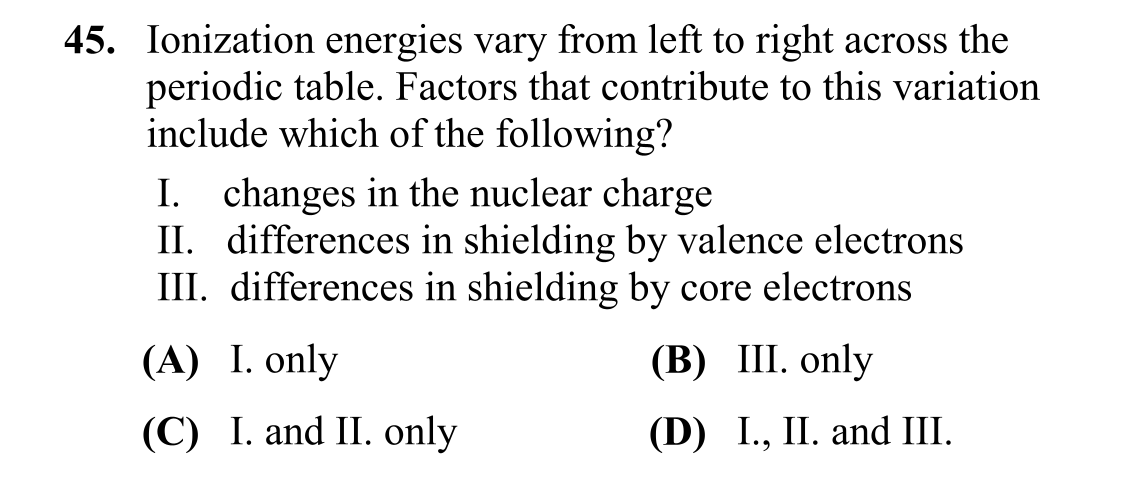 45. Ionization energies vary from left to right across the
periodic table. Factors that contribute to this variation
include which of the following?
I. changes in the nuclear charge
II. differences in shielding by valence electrons
III. differences in shielding by core electrons
(A) I. only (B) III. only
(C) I. and II. only (D) I., II. and III.